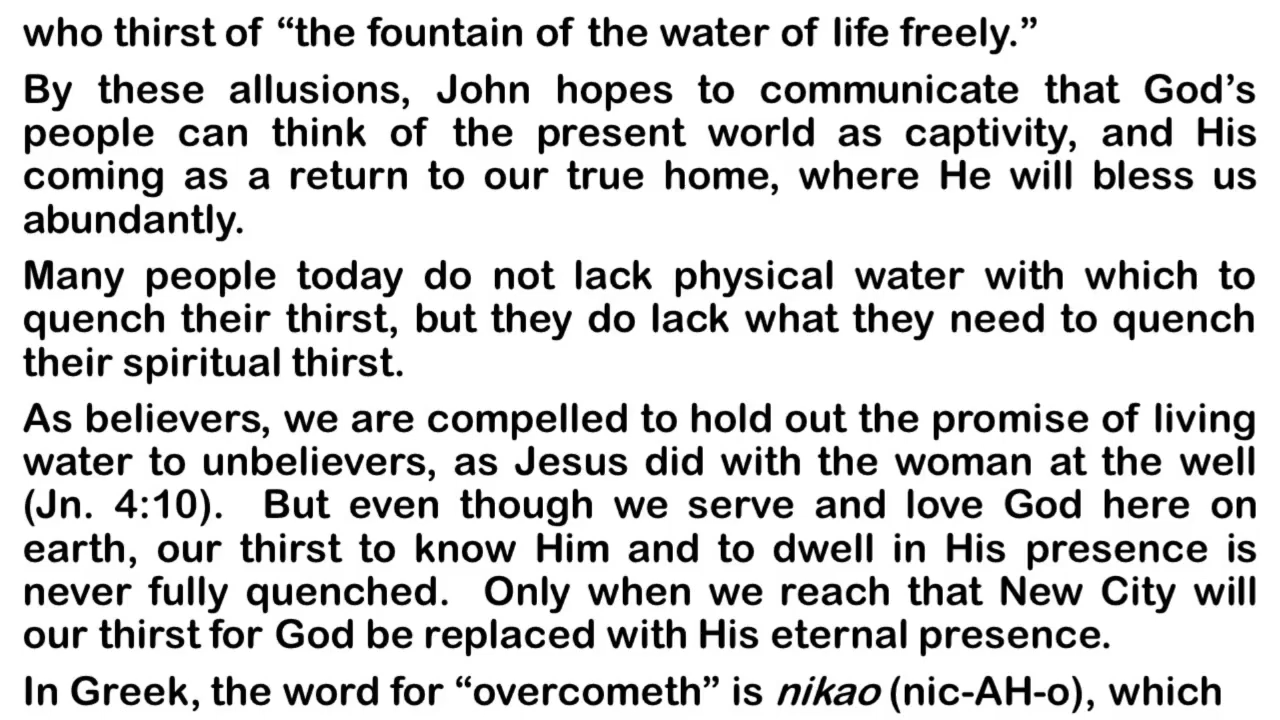 who thirst of “the fountain of the water of life freely.”
By these allusions, John hopes to communicate that God’s
people can think of the present world as captivity, and His
coming as a return to our true home, where He will bless us
abundantly.
Many people today do not lack physical water with which to
quench their thirst, but they do lack what they need to quench
their spiritual thirst.
As believers, we are compelled to hold out the promise of living
water to unbelievers, as Jesus did with the woman at the well
(Jn. 4:10).  But even though we serve and love God here on
earth, our thirst to know Him and to dwell in His presence is
never fully quenched.  Only when we reach that New City will
our thirst for God be replaced with His eternal presence.
In Greek, the word for “overcometh” is nikao (nic-AH-o), which